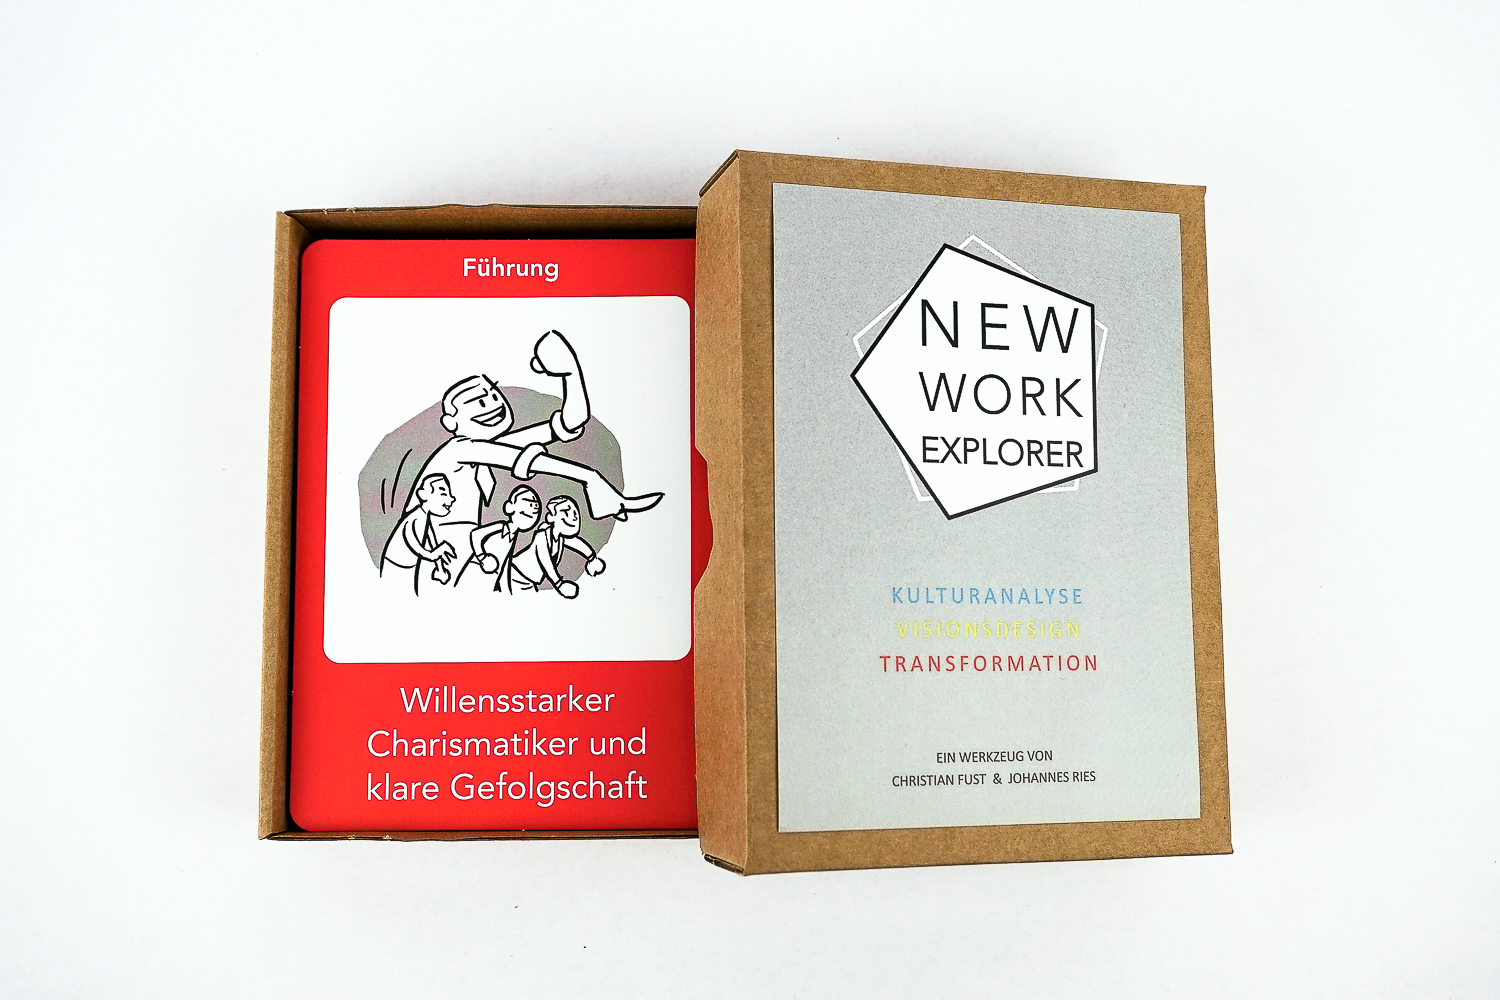 Führung
Willensstarker
Charismatiker und
klare Gefolgschaft
NEW
WORK
EXPLORER
KULTURANALYSE
VISIONSDESIGN
TRANSFORMATION
EIN WERKZEUG VON
CHRISTIAN FUST & JOHANNES RIES